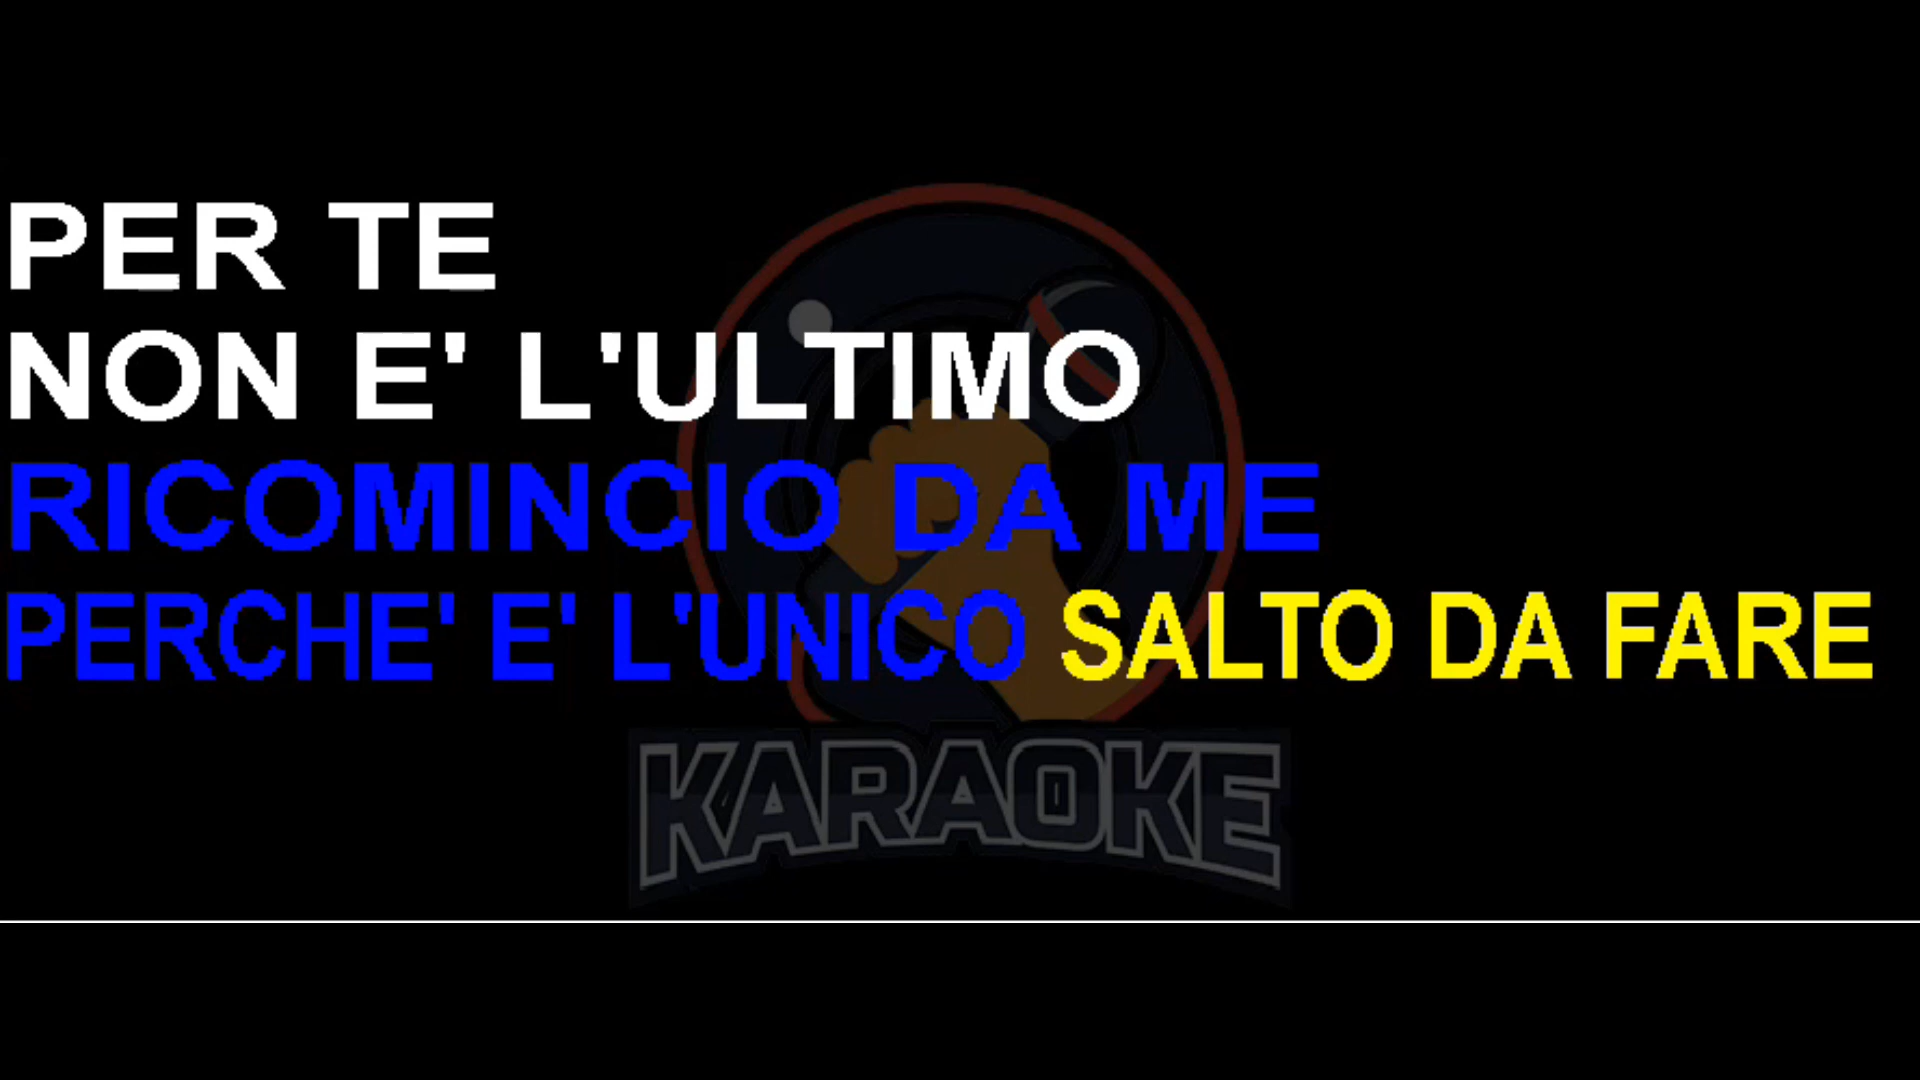 PER TE
NON E' L'ULTIMO
RICOMINCIO DA ME
PERCHE' E' L'UNICO SALTO DA FARE
KARAOKE